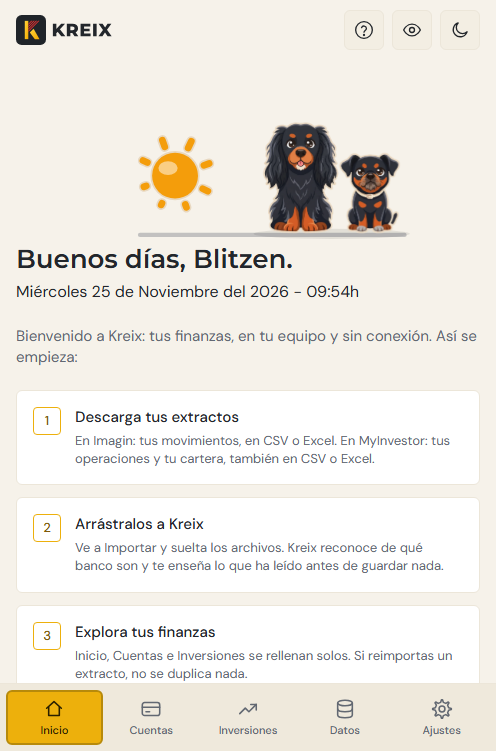 KREIX
Buenos días, Blitzen.
Miércoles 25 de Noviembre del 2026 - 09:54h
Bienvenido a Kreix: tus finanzas, en tu equipo y sin conexión. Así se
empieza:
1
Descarga tus extractos
En Imagin: tus movimientos, en CSV o Excel. En MyInvestor: tus
operaciones y tu cartera, también en CSV o Excel.
2
Arrástralos a Kreix
Ve a Importar y suelta los archivos. Kreix reconoce de qué
banco son y te enseña lo que ha leído antes de guardar nada.
3
Explora tus finanzas
Inicio, Cuentas e Inversiones se rellenan solos. Si reimportas un
extracto, no se duplica nada.
Inicio
Cuentas
Inversiones
Datos
Ajustes